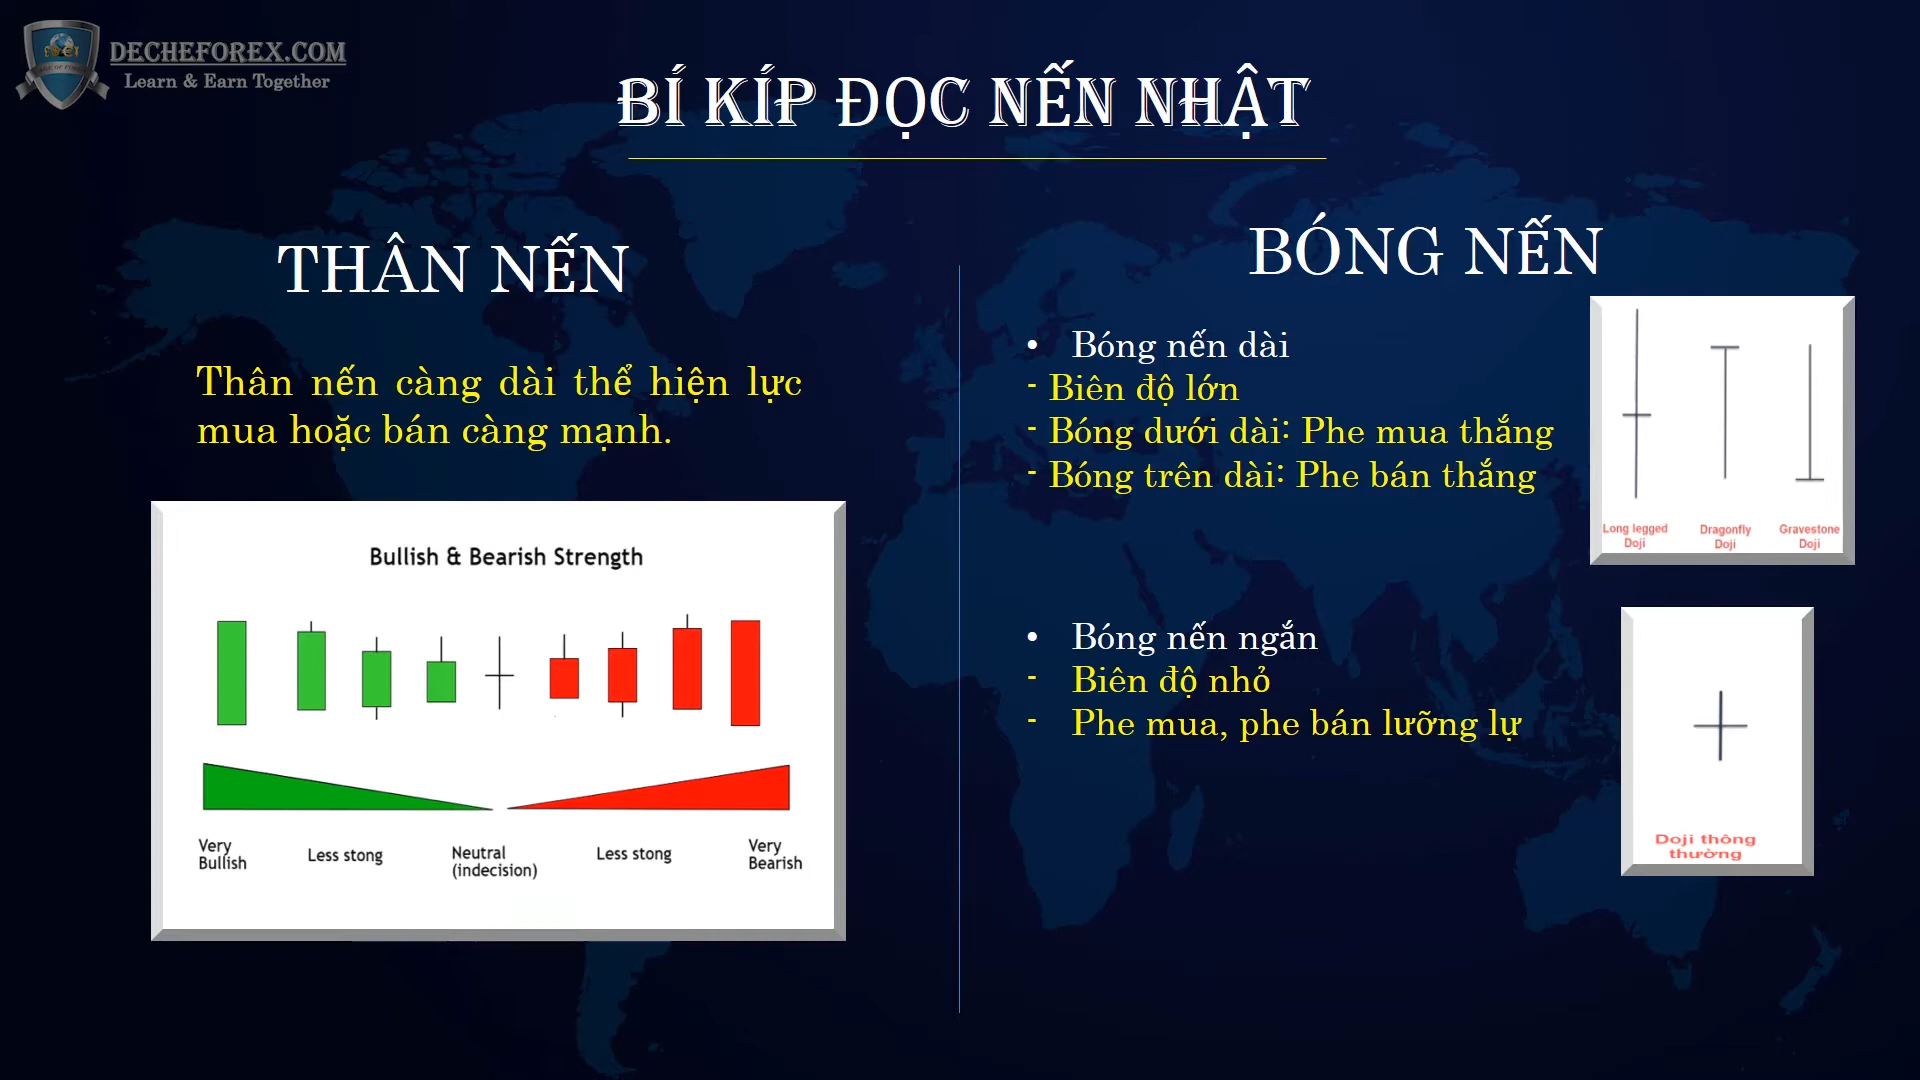 DECHEFOREX.COM
Learn & Earn Together
BÍ KÍP ĐỌC NẾN NHẬT
THÂN NẾN
Thân nến càng dài thể hiện lực
mua hoặc bán càng mạnh.
Bullish & Bearish Strength
Very
Bullish
Less stong
Neutral
(indecision)
Less stong
Very
Bearish
BÓNG NẾN
• Bóng nến dài
- Biên độ lớn
- Bóng dưới dài: Phe mua thắng
- Bóng trên dài: Phe bán thắng
Long legged
Doji
Dragonfly
Doji
Gravestone
Doji
• Bóng nến ngắn
- Biên độ nhỏ
- Phe mua, phe bán lưỡng lự
Doji thông
thường